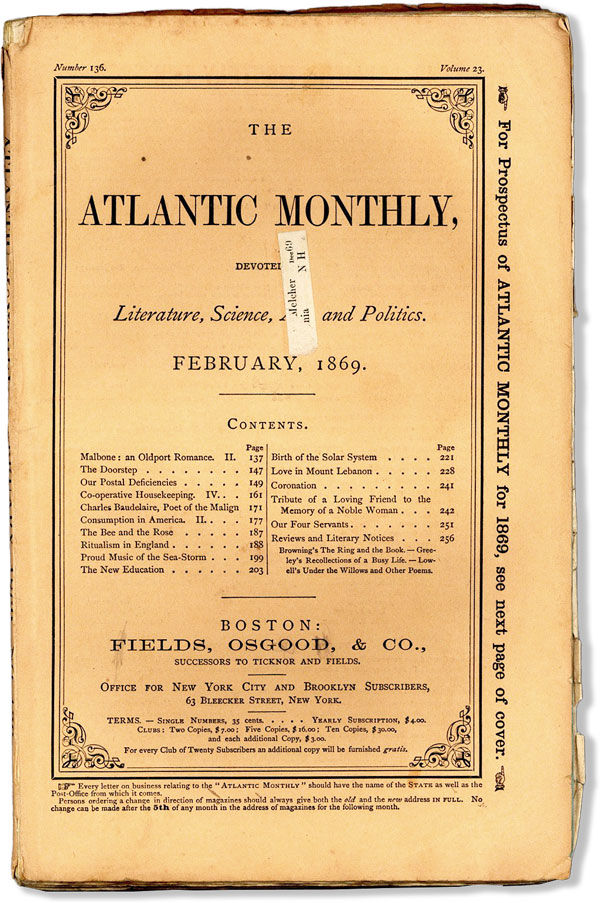 Number 136.
Volume 23.
THE
ATLANTIC MONTHLY,
DEVOTED
Literature, Science, and Politics.
Melcher Dec69
nia N H
FEBRUARY, 1869.
CONTENTS.
Page
Malbone: an Oldport Romance. II. 137
The Doorstep . . . . . . . . 147
Our Postal Deficiencies . . . . . . 149
Co-operative Housekeeping. IV. . . 161
Charles Baudelaire, Poet of the Malign 171
Consumption in America. II. . . . 177
The Bee and the Rose . . . . . . 187
Ritualism in England . . . . . . . 188
Proud Music of the Sea-Storm . . . 199
The New Education . . . . . . . 203
Page
Birth of the Solar System . . . . 221
Love in Mount Lebanon . . . . . 228
Coronation . . . . . . . . . 241
Tribute of a Loving Friend to the
Memory of a Noble Woman . . . 242
Our Four Servants . . . . . . . 251
Reviews and Literary Notices . . . 256
Browning's The Ring and the Book. — Gree-
ley's Recollections of a Busy Life. — Low-
ell's Under the Willows and Other Poems.
BOSTON:
FIELDS, OSGOOD, & CO.,
SUCCESSORS TO TICKNOR AND FIELDS.
OFFICE FOR NEW YORK CITY AND BROOKLYN SUBSCRIBERS,
63 BLEECKER STREET, NEW YORK.
TERMS. — SINGLE NUMBERS, 35 cents. . . . . . YEARLY SUBSCRIPTION, $4.00.
CLUBS: Two Copies, $7.00; Five Copies, $16.00; Ten Copies, $30.00,
and each additional Copy, $3.00.
For every Club of Twenty Subscribers an additional copy will be furnished gratis.
☞ Every letter on business relating to the "ATLANTIC MONTHLY" should have the name of the STATE as well as the
Post-Office from which it comes.
Persons ordering a change in direction of magazines should always give both the old and the new address IN FULL. No
change can be made after the 5th of any month in the address of magazines for the following month.
For Prospectus of ATLANTIC MONTHLY for 1869, see next page of cover.